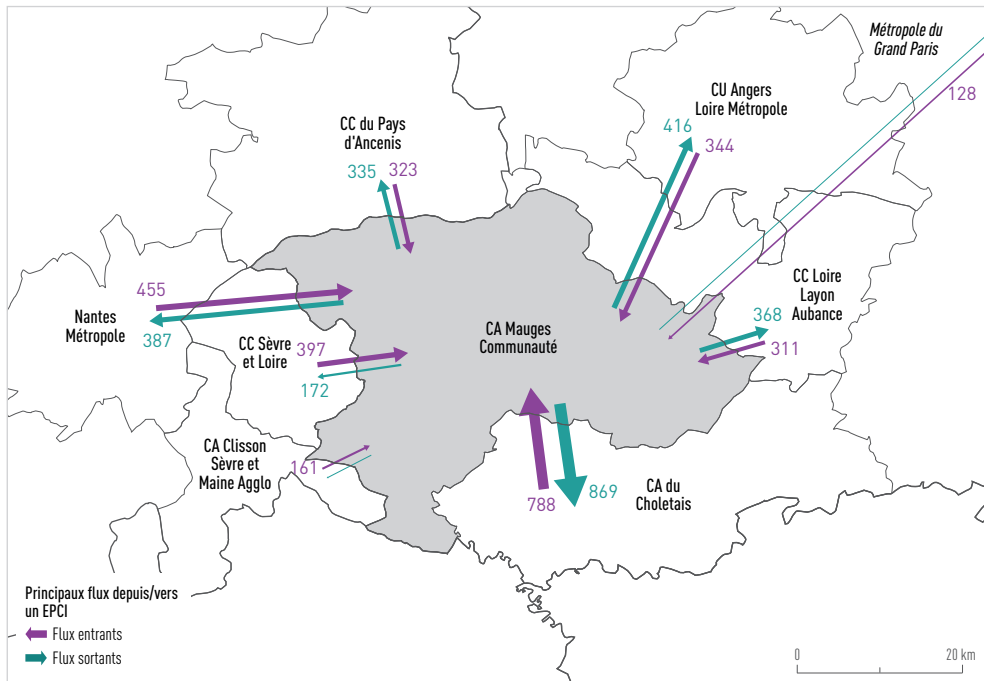 Métropole du
Grand Paris
128
CU Angers
Loire Métropole
416
344
CC du Pays
d'Ancenis
335
323
CC Loire
Layon
Aubance
368
311
455
Nantes
Métropole
387
CC Sèvre
et Loire
397
172
CA Mauges
Communauté
CA Clisson
Sèvre et
Maine Agglo
161
788
869
CA du
Choletais
Principaux flux depuis/vers
un EPCI
Flux entrants
Flux sortants
0
20 km